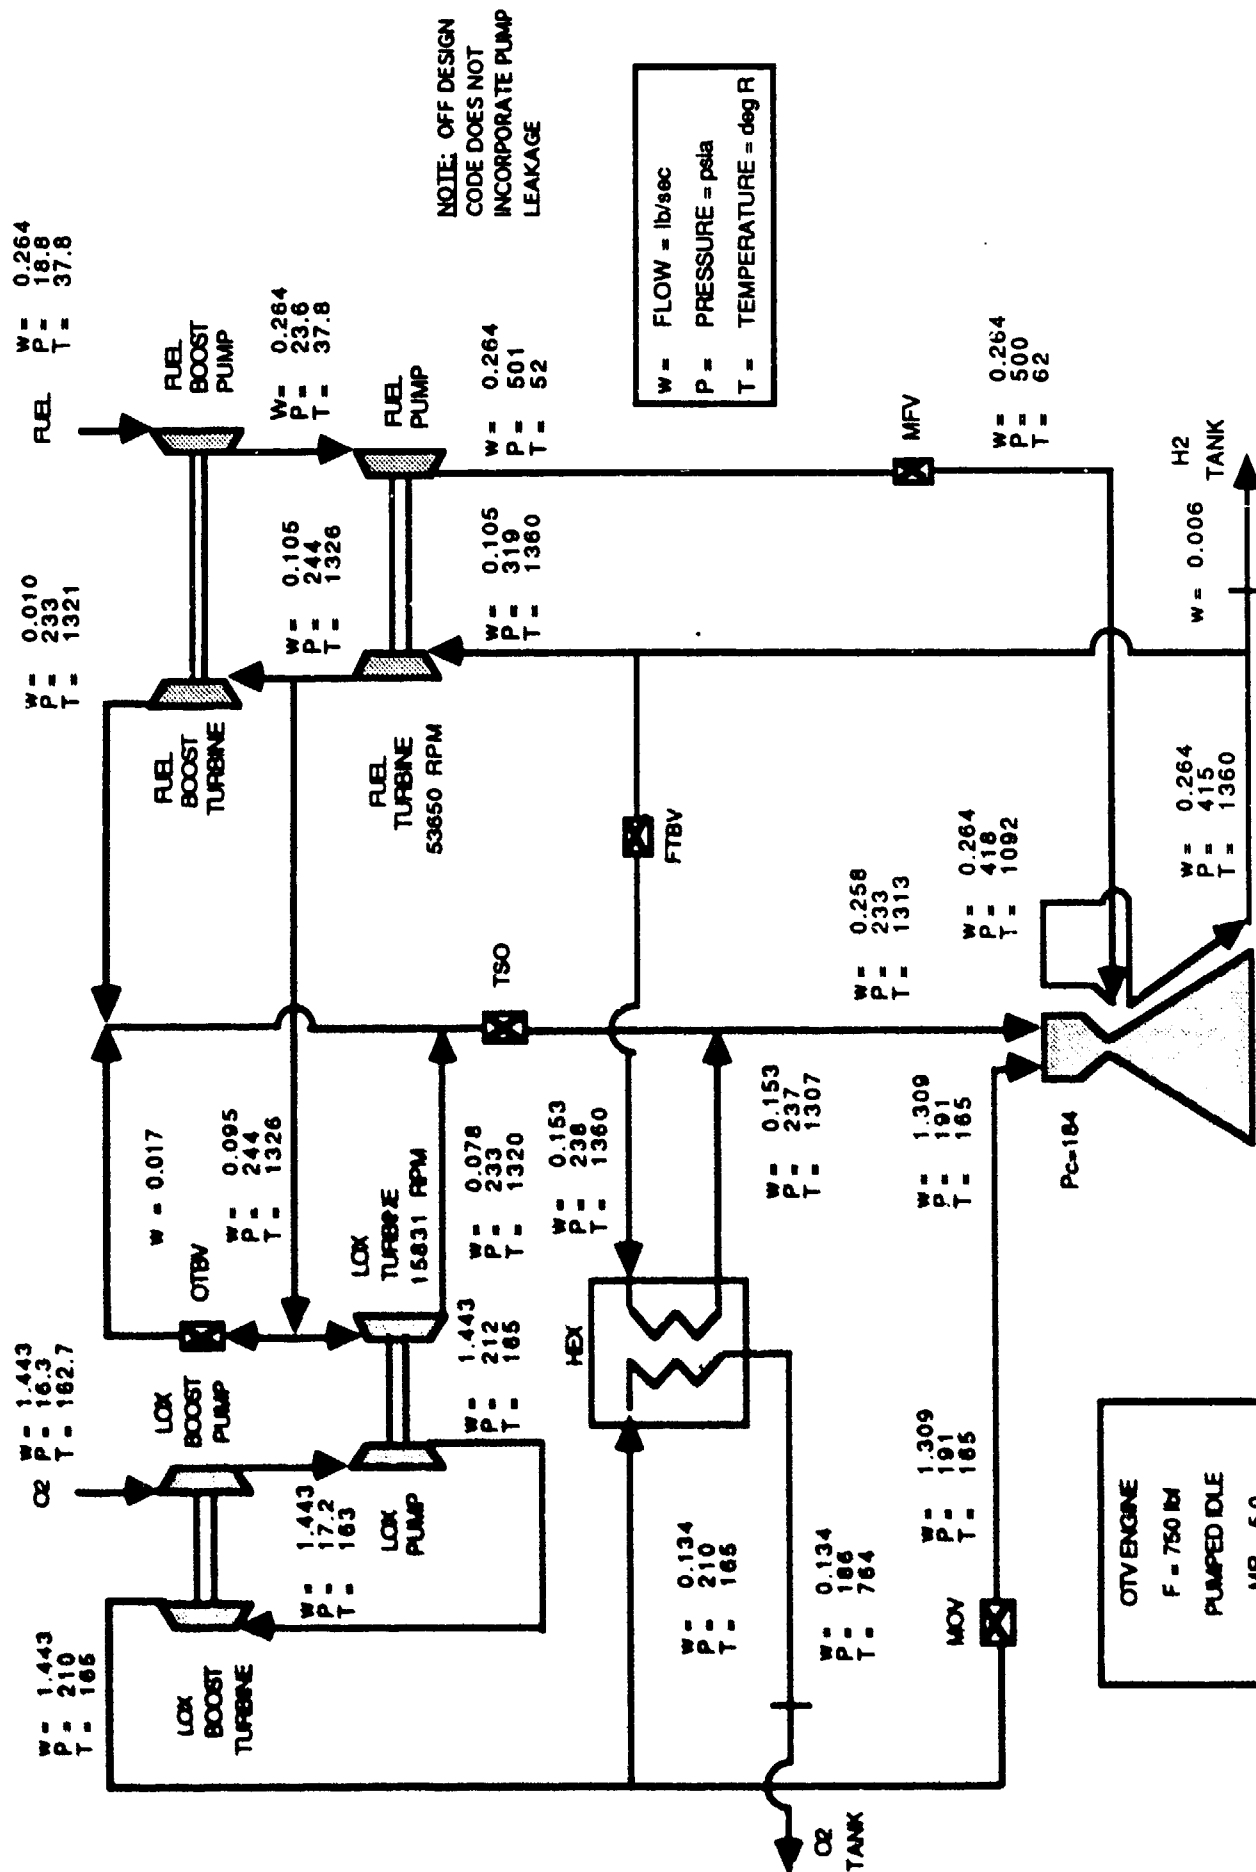 FUEL
W = 0.264
P = 18.8
T = 37.8
FUEL
BOOST
PUMP
W = 0.264
P = 23.6
T = 37.8
FUEL
PUMP
W = 0.264
P = 501
T = 52
MFV
W = 0.264
P = 500
T = 62
H2
TANK
W = 0.006
NOTE: OFF DESIGN
CODE DOES NOT
INCORPORATE PUMP
LEAKAGE
W = FLOW = lb/sec
P = PRESSURE = psia
T = TEMPERATURE = deg R
W = 0.010
P = 233
T = 1321
FUEL
BOOST
TURBINE
W = 0.105
P = 244
T = 1326
FUEL
TURBINE
53650 RPM
W = 0.105
P = 319
T = 1360
FTBV
W = 0.264
P = 415
T = 1360
W = 0.264
P = 418
T = 1092
TSO
W = 0.258
P = 233
T = 1313
W = 0.017
OTBV
W = 0.095
P = 244
T = 1326
LOX
TURBINE
15831 RPM
W = 0.078
P = 233
T = 1320
W = 0.153
P = 238
T = 1360
HEX
W = 0.153
P = 237
T = 1307
W = 1.309
P = 191
T = 165
Pc=184
O2
W = 1.443
P = 16.3
T = 162.7
LOX
BOOST
PUMP
W = 1.443
P = 17.2
T = 163
LOX
PUMP
W = 1.443
P = 212
T = 165
W = 1.443
P = 210
T = 165
LOX
BOOST
TURBINE
W = 0.134
P = 210
T = 165
W = 0.134
P = 186
T = 764
MOV
W = 1.309
P = 191
T = 165
O2
TANK
OTV ENGINE
F = 750 lbf
PUMPED IDLE